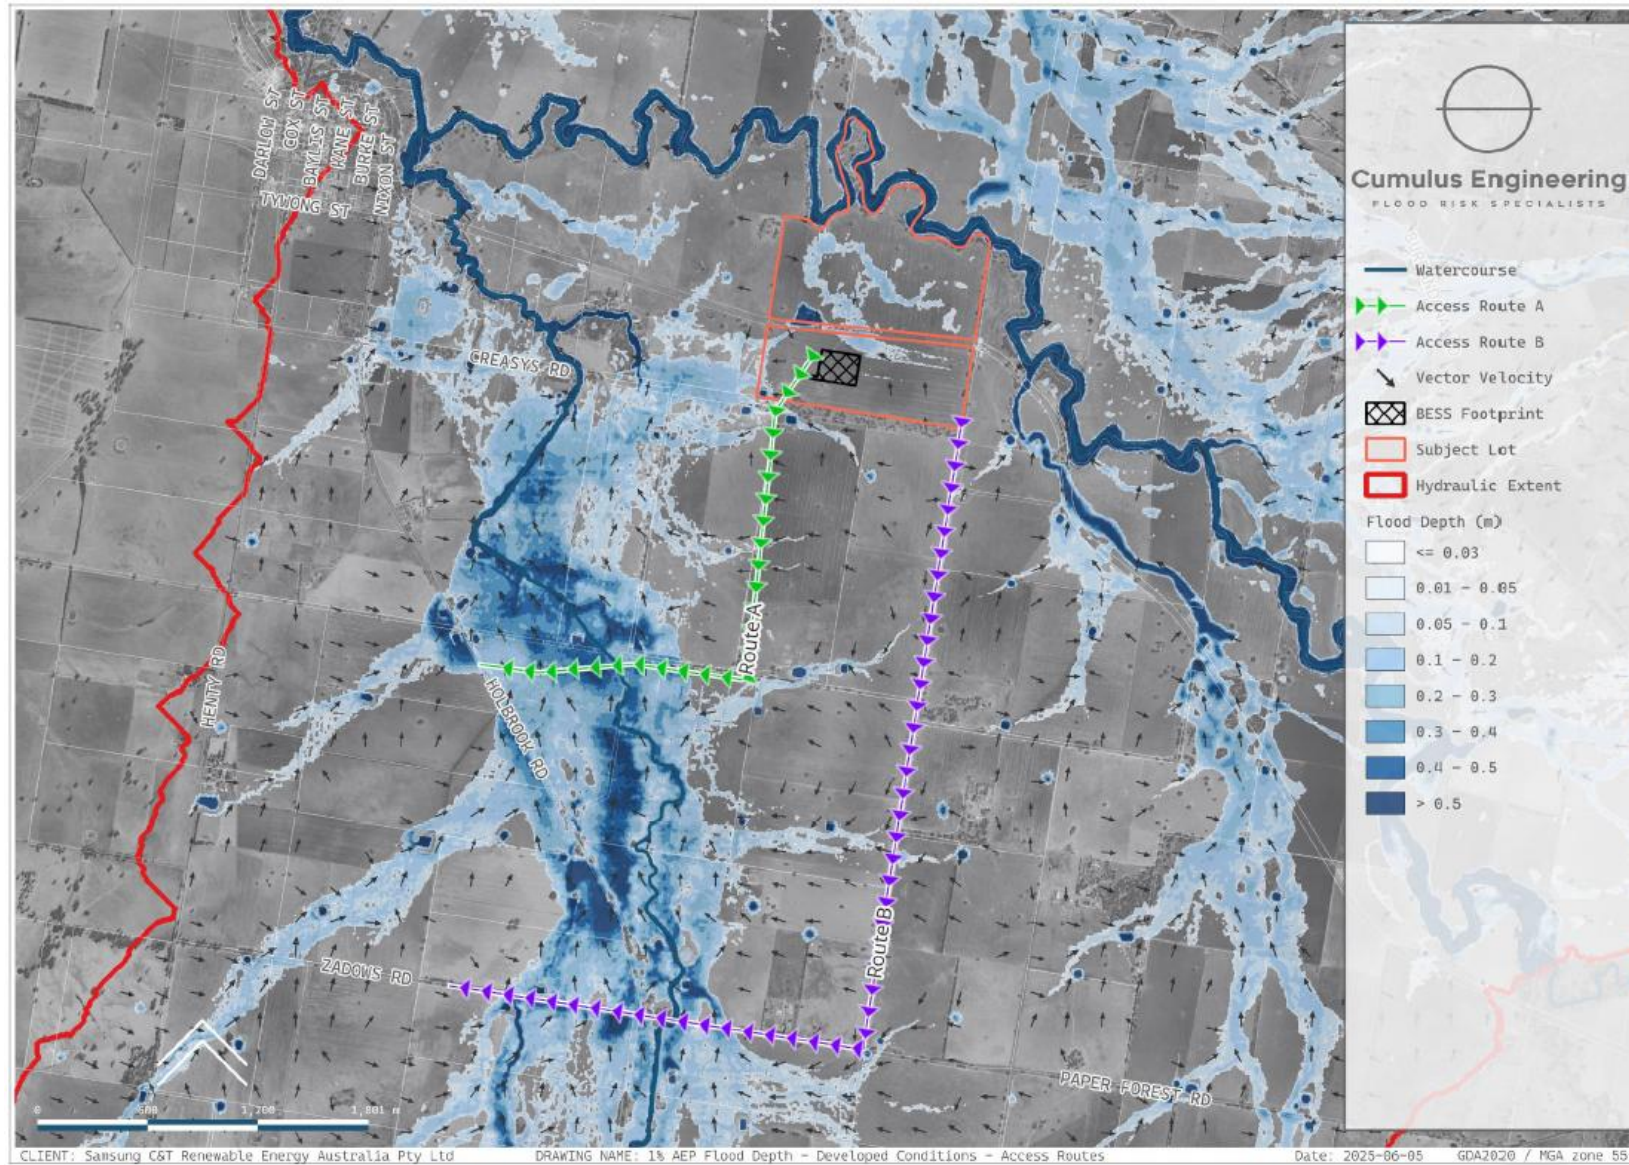 DARLOW ST
COX ST
BAYLIS ST
KANE ST
BURKE ST
NIXON ST
TYWONG ST
CREASYS RD
HENTY RD
HOLBROOK RD
ZADOWS RD
PAPER FOREST RD
Route A
Route B
Cumulus Engineering
FLOOD RISK SPECIALISTS
Watercourse
Access Route A
Access Route B
Vector Velocity
BESS Footprint
Subject Lot
Hydraulic Extent
Flood Depth (m)
<= 0.03
0.01 - 0.05
0.05 - 0.1
0.1 - 0.2
0.2 - 0.3
0.3 - 0.4
0.4 - 0.5
> 0.5
0 600 1,200 1,801 m
CLIENT: Samsung C&T Renewable Energy Australia Pty Ltd
DRAWING NAME: 1% AEP Flood Depth - Developed Conditions - Access Routes
Date: 2025-06-05
GDA2020 / MGA zone 55